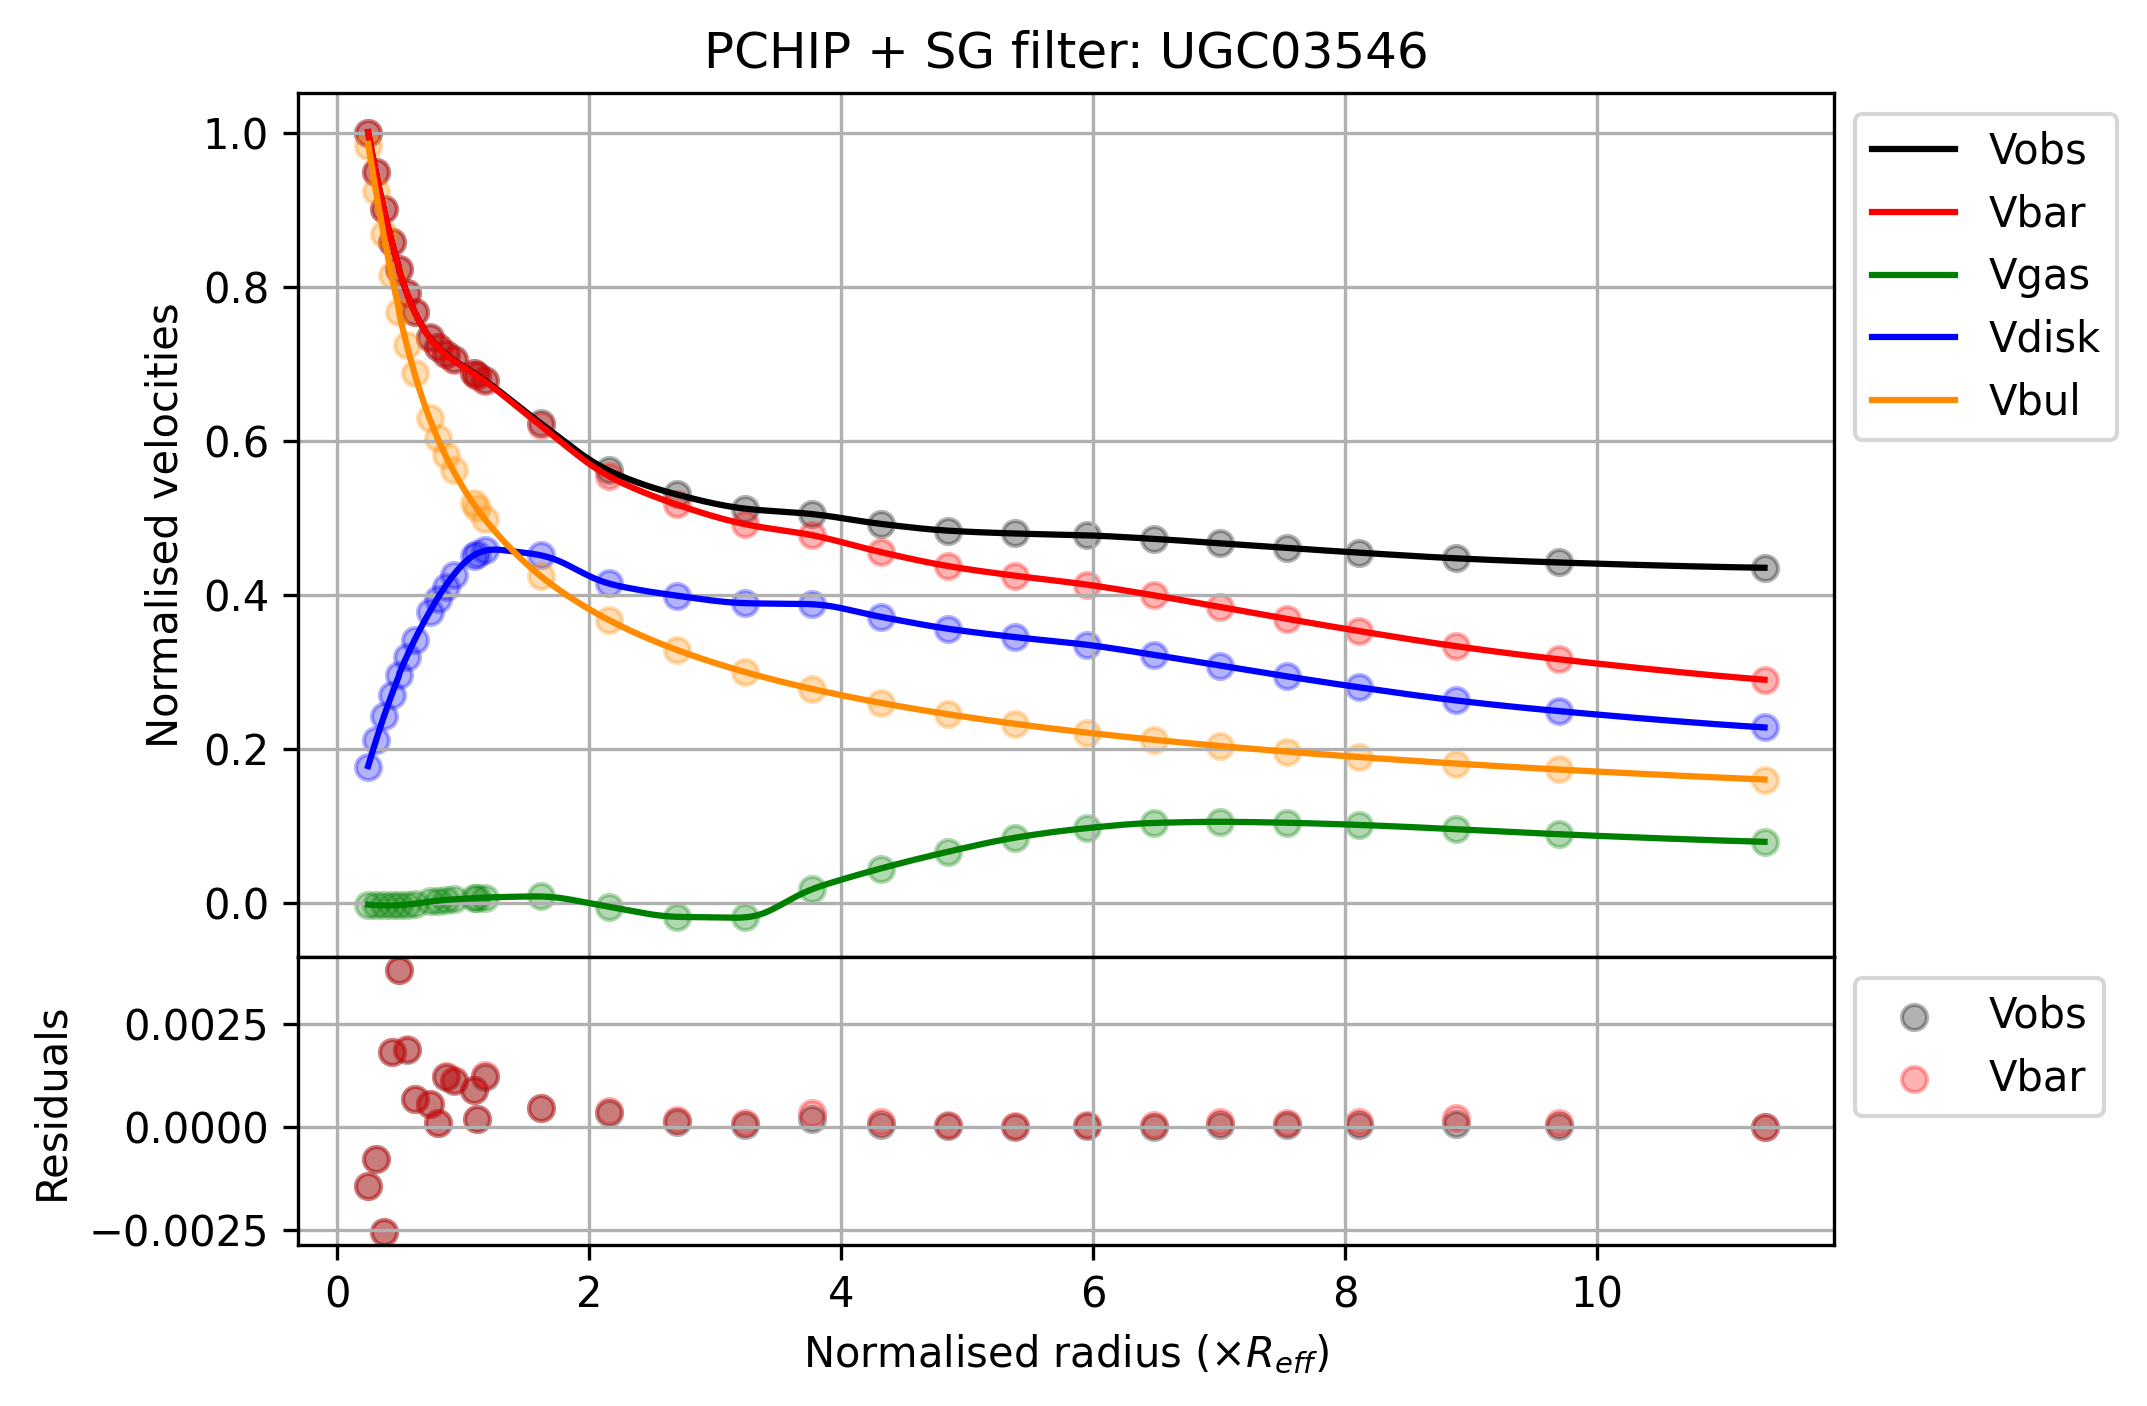 PCHIP + SG filter: UGC03546
1.0
0.8
0.6
0.4
0.2
0.0
Normalised velocities
Vobs
Vbar
Vgas
Vdisk
Vbul
0.0025
0.0000
−0.0025
Residuals
Vobs
Vbar
0 2 4 6 8 10
Normalised radius (×R_eff)